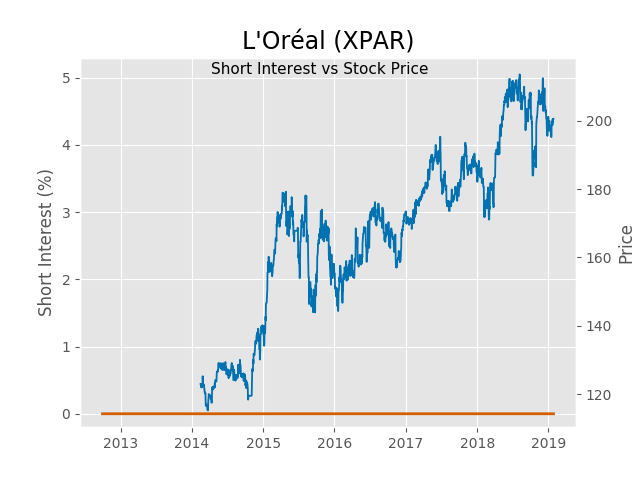 L'Oréal (XPAR)
Short Interest vs Stock Price
Short Interest (%)
5
4
3
2
1
0
200
180
160
140
120
Price
2013 2014 2015 2016 2017 2018 2019